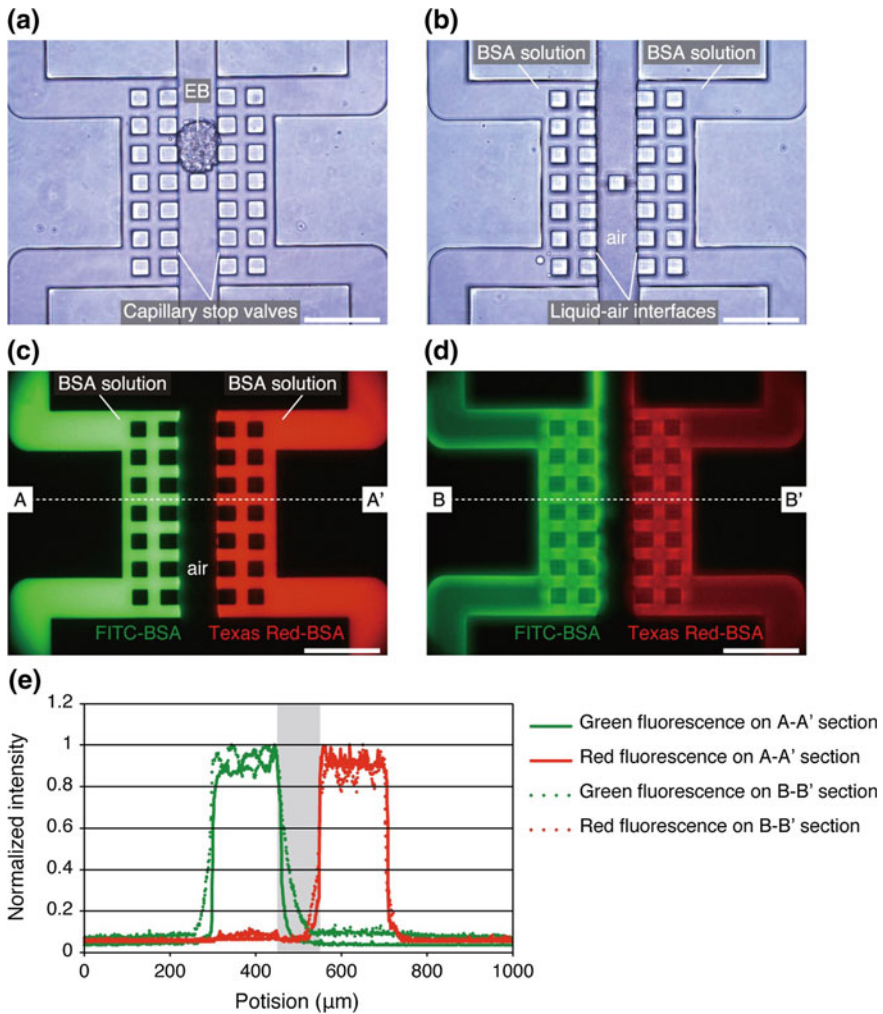 (a)
EB
Capillary stop valves
(b)
BSA solution BSA solution
air
Liquid-air interfaces
(c)
BSA solution BSA solution
A A'
air
FITC-BSA Texas Red-BSA
(d)
B B'
FITC-BSA Texas Red-BSA
(e)
Normalized intensity
1.2
1
0.8
0.6
0.4
0.2
0
0 200 400 600 800 1000
Potision (μm)
Green fluorescence on A-A' section
Red fluorescence on A-A' section
Green fluorescence on B-B' section
Red fluorescence on B-B' section